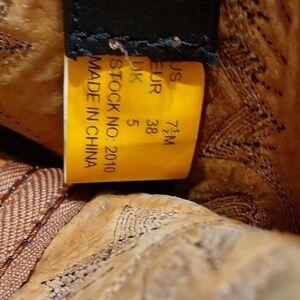 US 7½M
EUR 38
UK 5
STOCK NO: 2010
MADE IN CHINA